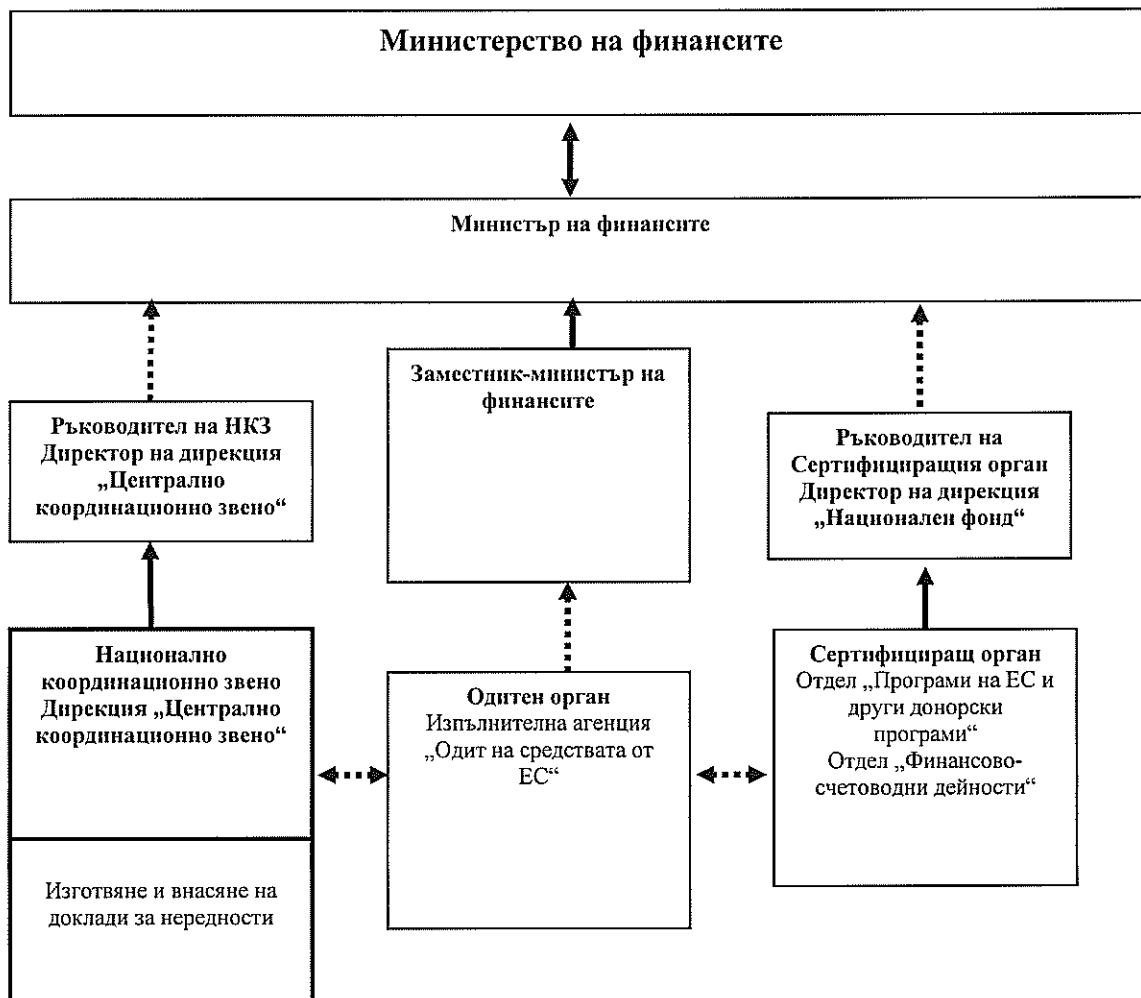 Министерство на финансите
Министър на финансите
Заместник-министър на
финансите
Ръководител на НКЗ
Директор на дирекция
„Централно
координационно звено“
Ръководител на
Сертифициращия орган
Директор на дирекция
„Национален фонд“
Национално
координационно звено
Дирекция „Централно
координационно звено“
Изготвяне и внасяне на
доклади за нередности
Одитен орган
Изпълнителна агенция
„Одит на средствата от
ЕС“
Сертифициращ орган
Отдел „Програми на ЕС и
други донорски
програми“
Отдел „Финансово-
счетоводни дейности“